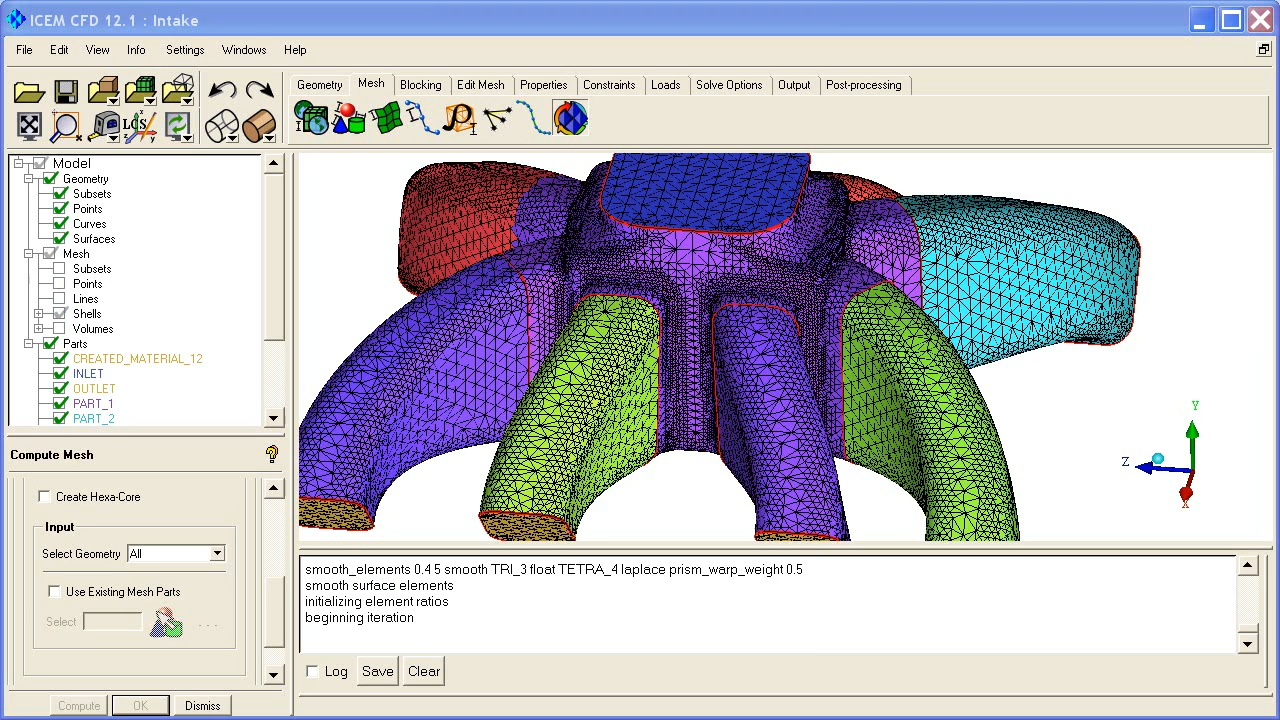 ICEM CFD 12.1 : Intake
File Edit View Info Settings Windows Help
Geometry Mesh Blocking Edit Mesh Properties Constraints Loads Solve Options Output Post-processing
Model
Geometry
Subsets
Points
Curves
Surfaces
Mesh
Subsets
Points
Lines
Shells
Volumes
Parts
CREATED_MATERIAL_12
INLET
OUTLET
PART_1
PART_2
Compute Mesh
Create Hexa-Core
Input
Select Geometry All
Use Existing Mesh Parts
Select ...
Compute OK Dismiss
Y
Z
X
smooth_elements 0.4 5 smooth TRI_3 float TETRA_4 laplace prism_warp_weight 0.5
smooth surface elements
initializing element ratios
beginning iteration
Log Save Clear